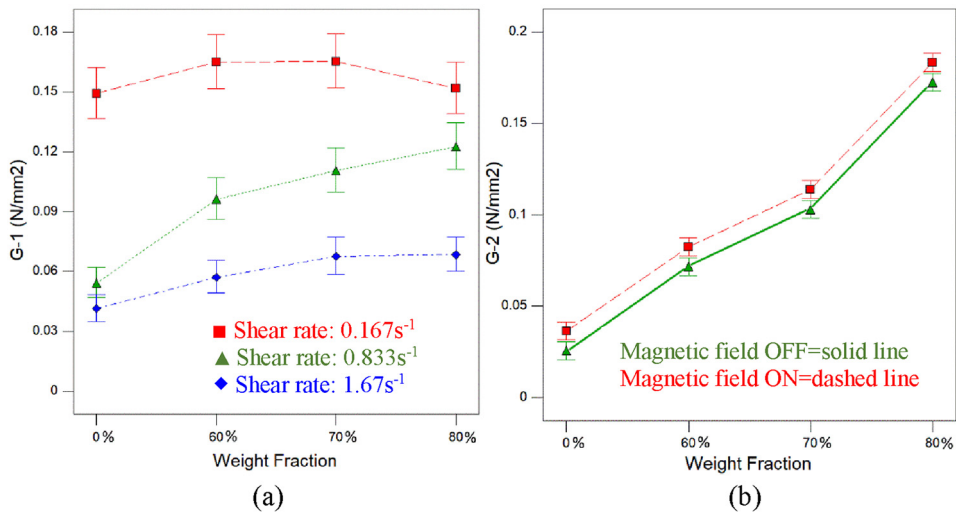 0.18
0.15
0.12
0.09
0.06
0.03
0
G-1 (N/mm2)
Shear rate: 0.167s⁻¹
Shear rate: 0.833s⁻¹
Shear rate: 1.67s⁻¹
0% 60% 70% 80%
Weight Fraction
(a)
0.2
0.15
0.1
0.05
0
G-2 (N/mm2)
Magnetic field OFF=solid line
Magnetic field ON=dashed line
0% 60% 70% 80%
Weight Fraction
(b)